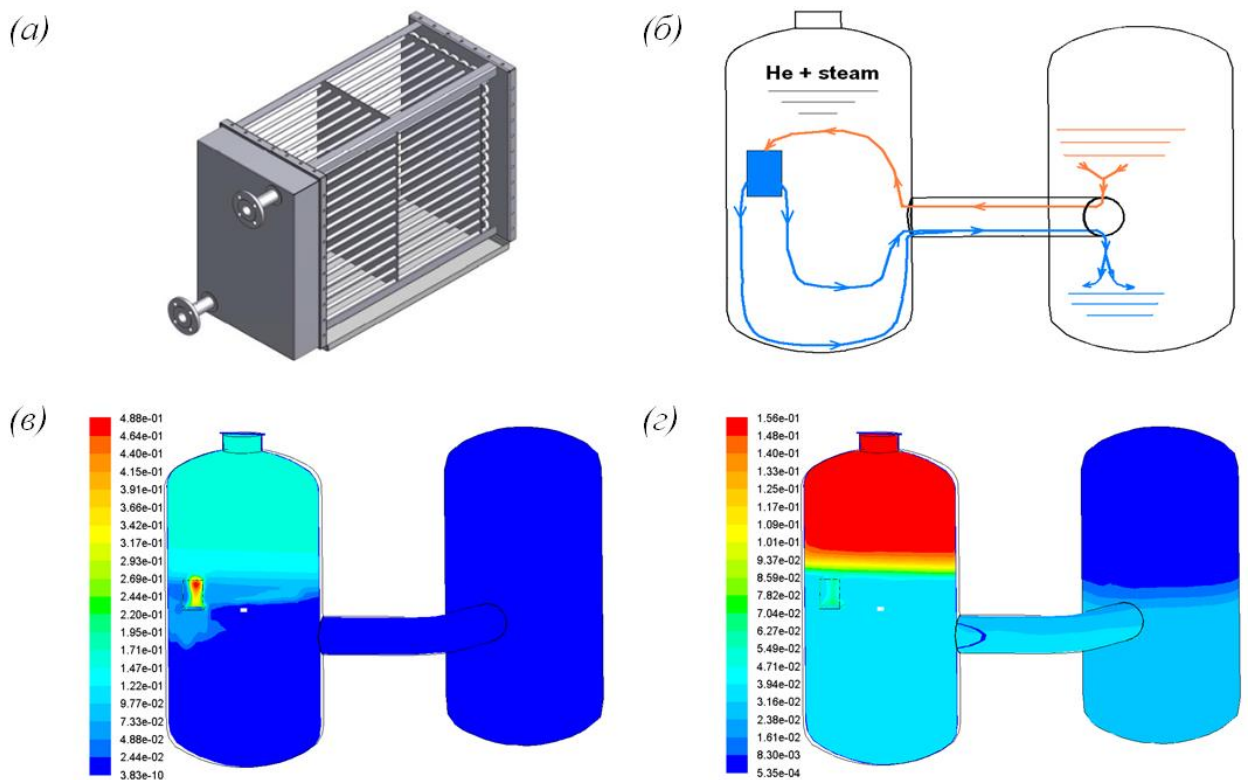 (а)
(б)
He + steam
(в)
4.88e-01
4.64e-01
4.40e-01
4.15e-01
3.91e-01
3.66e-01
3.42e-01
3.17e-01
2.93e-01
2.69e-01
2.44e-01
2.20e-01
1.95e-01
1.71e-01
1.47e-01
1.22e-01
9.77e-02
7.33e-02
4.88e-02
2.44e-02
3.83e-10
(г)
1.56e-01
1.48e-01
1.40e-01
1.33e-01
1.25e-01
1.17e-01
1.09e-01
1.01e-01
9.37e-02
8.59e-02
7.82e-02
7.04e-02
6.27e-02
5.49e-02
4.71e-02
3.94e-02
3.16e-02
2.38e-02
1.61e-02
8.30e-03
5.35e-04